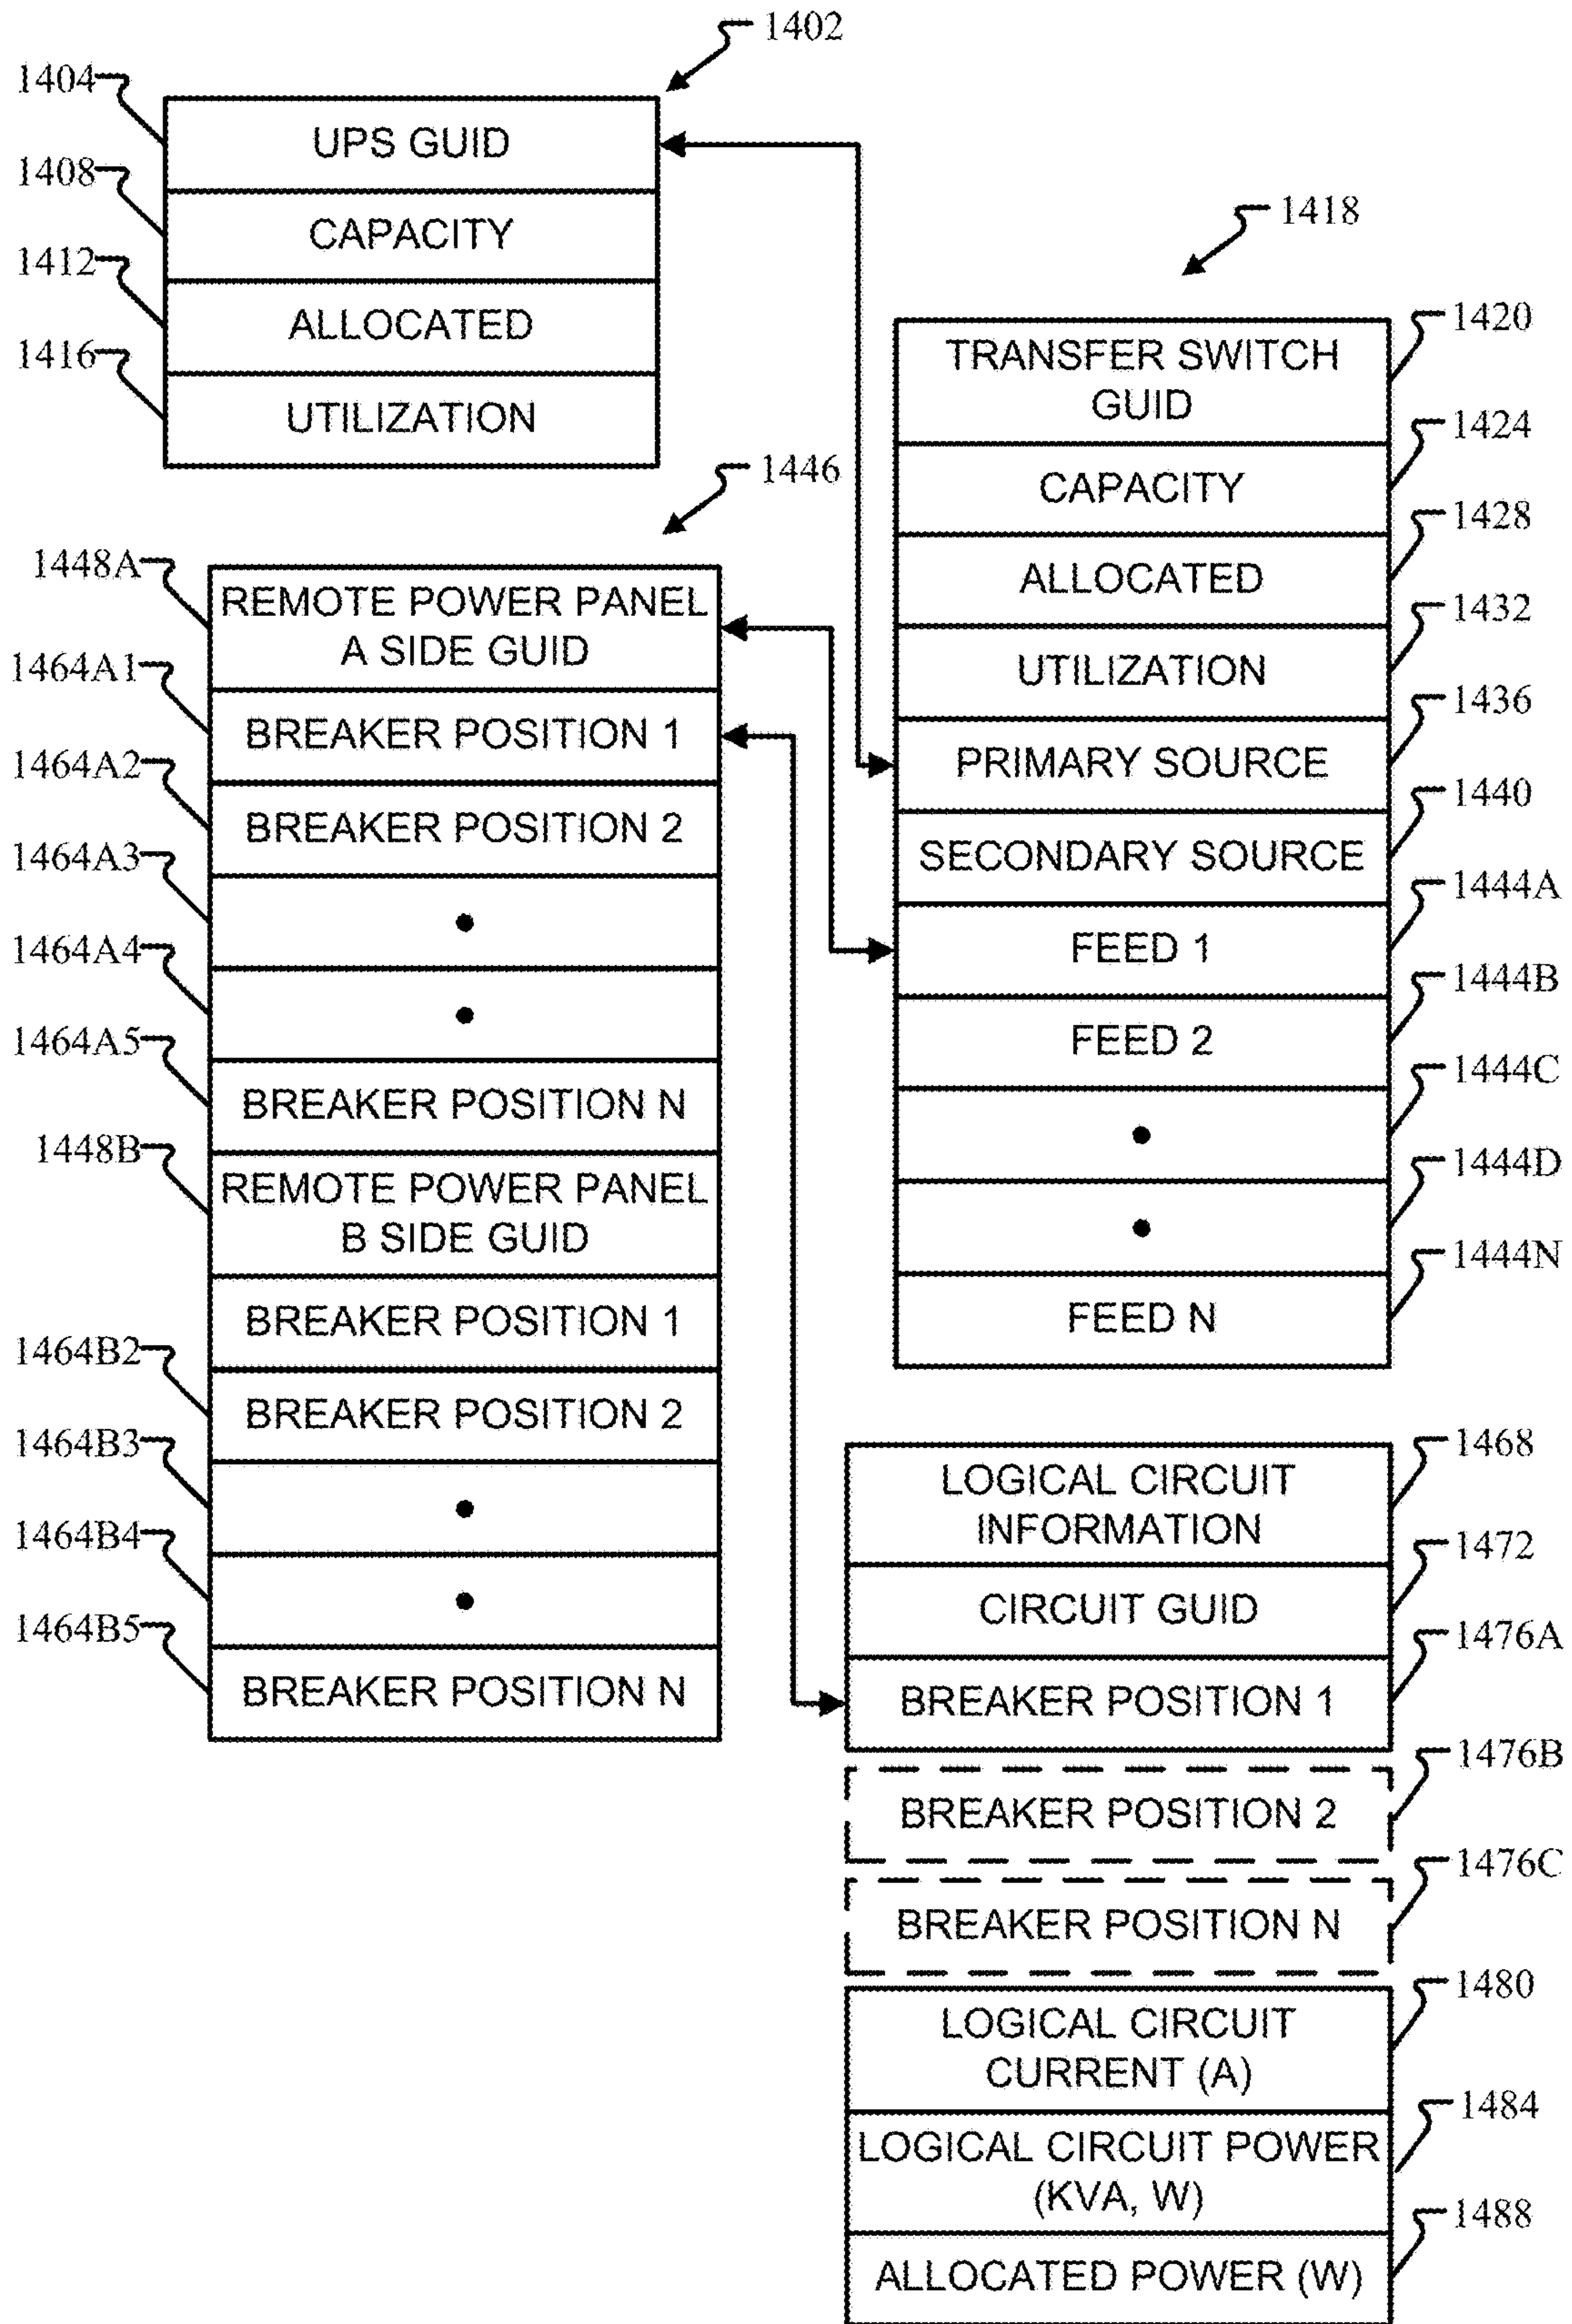 1402
1404
UPS GUID
1408
CAPACITY
1412
ALLOCATED
1416
UTILIZATION
1418
1420
TRANSFER SWITCH
GUID
1424
CAPACITY
1428
ALLOCATED
1432
UTILIZATION
1436
PRIMARY SOURCE
1440
SECONDARY SOURCE
1444A
FEED 1
1444B
FEED 2
1444C
•
1444D
•
1444N
FEED N
1446
1448A
REMOTE POWER PANEL
A SIDE GUID
1464A1
BREAKER POSITION 1
1464A2
BREAKER POSITION 2
1464A3
•
1464A4
•
1464A5
BREAKER POSITION N
1448B
REMOTE POWER PANEL
B SIDE GUID
BREAKER POSITION 1
1464B2
BREAKER POSITION 2
1464B3
•
1464B4
•
1464B5
BREAKER POSITION N
1468
LOGICAL CIRCUIT
INFORMATION
1472
CIRCUIT GUID
1476A
BREAKER POSITION 1
1476B
BREAKER POSITION 2
1476C
BREAKER POSITION N
1480
LOGICAL CIRCUIT
CURRENT (A)
1484
LOGICAL CIRCUIT POWER
(KVA, W)
1488
ALLOCATED POWER (W)